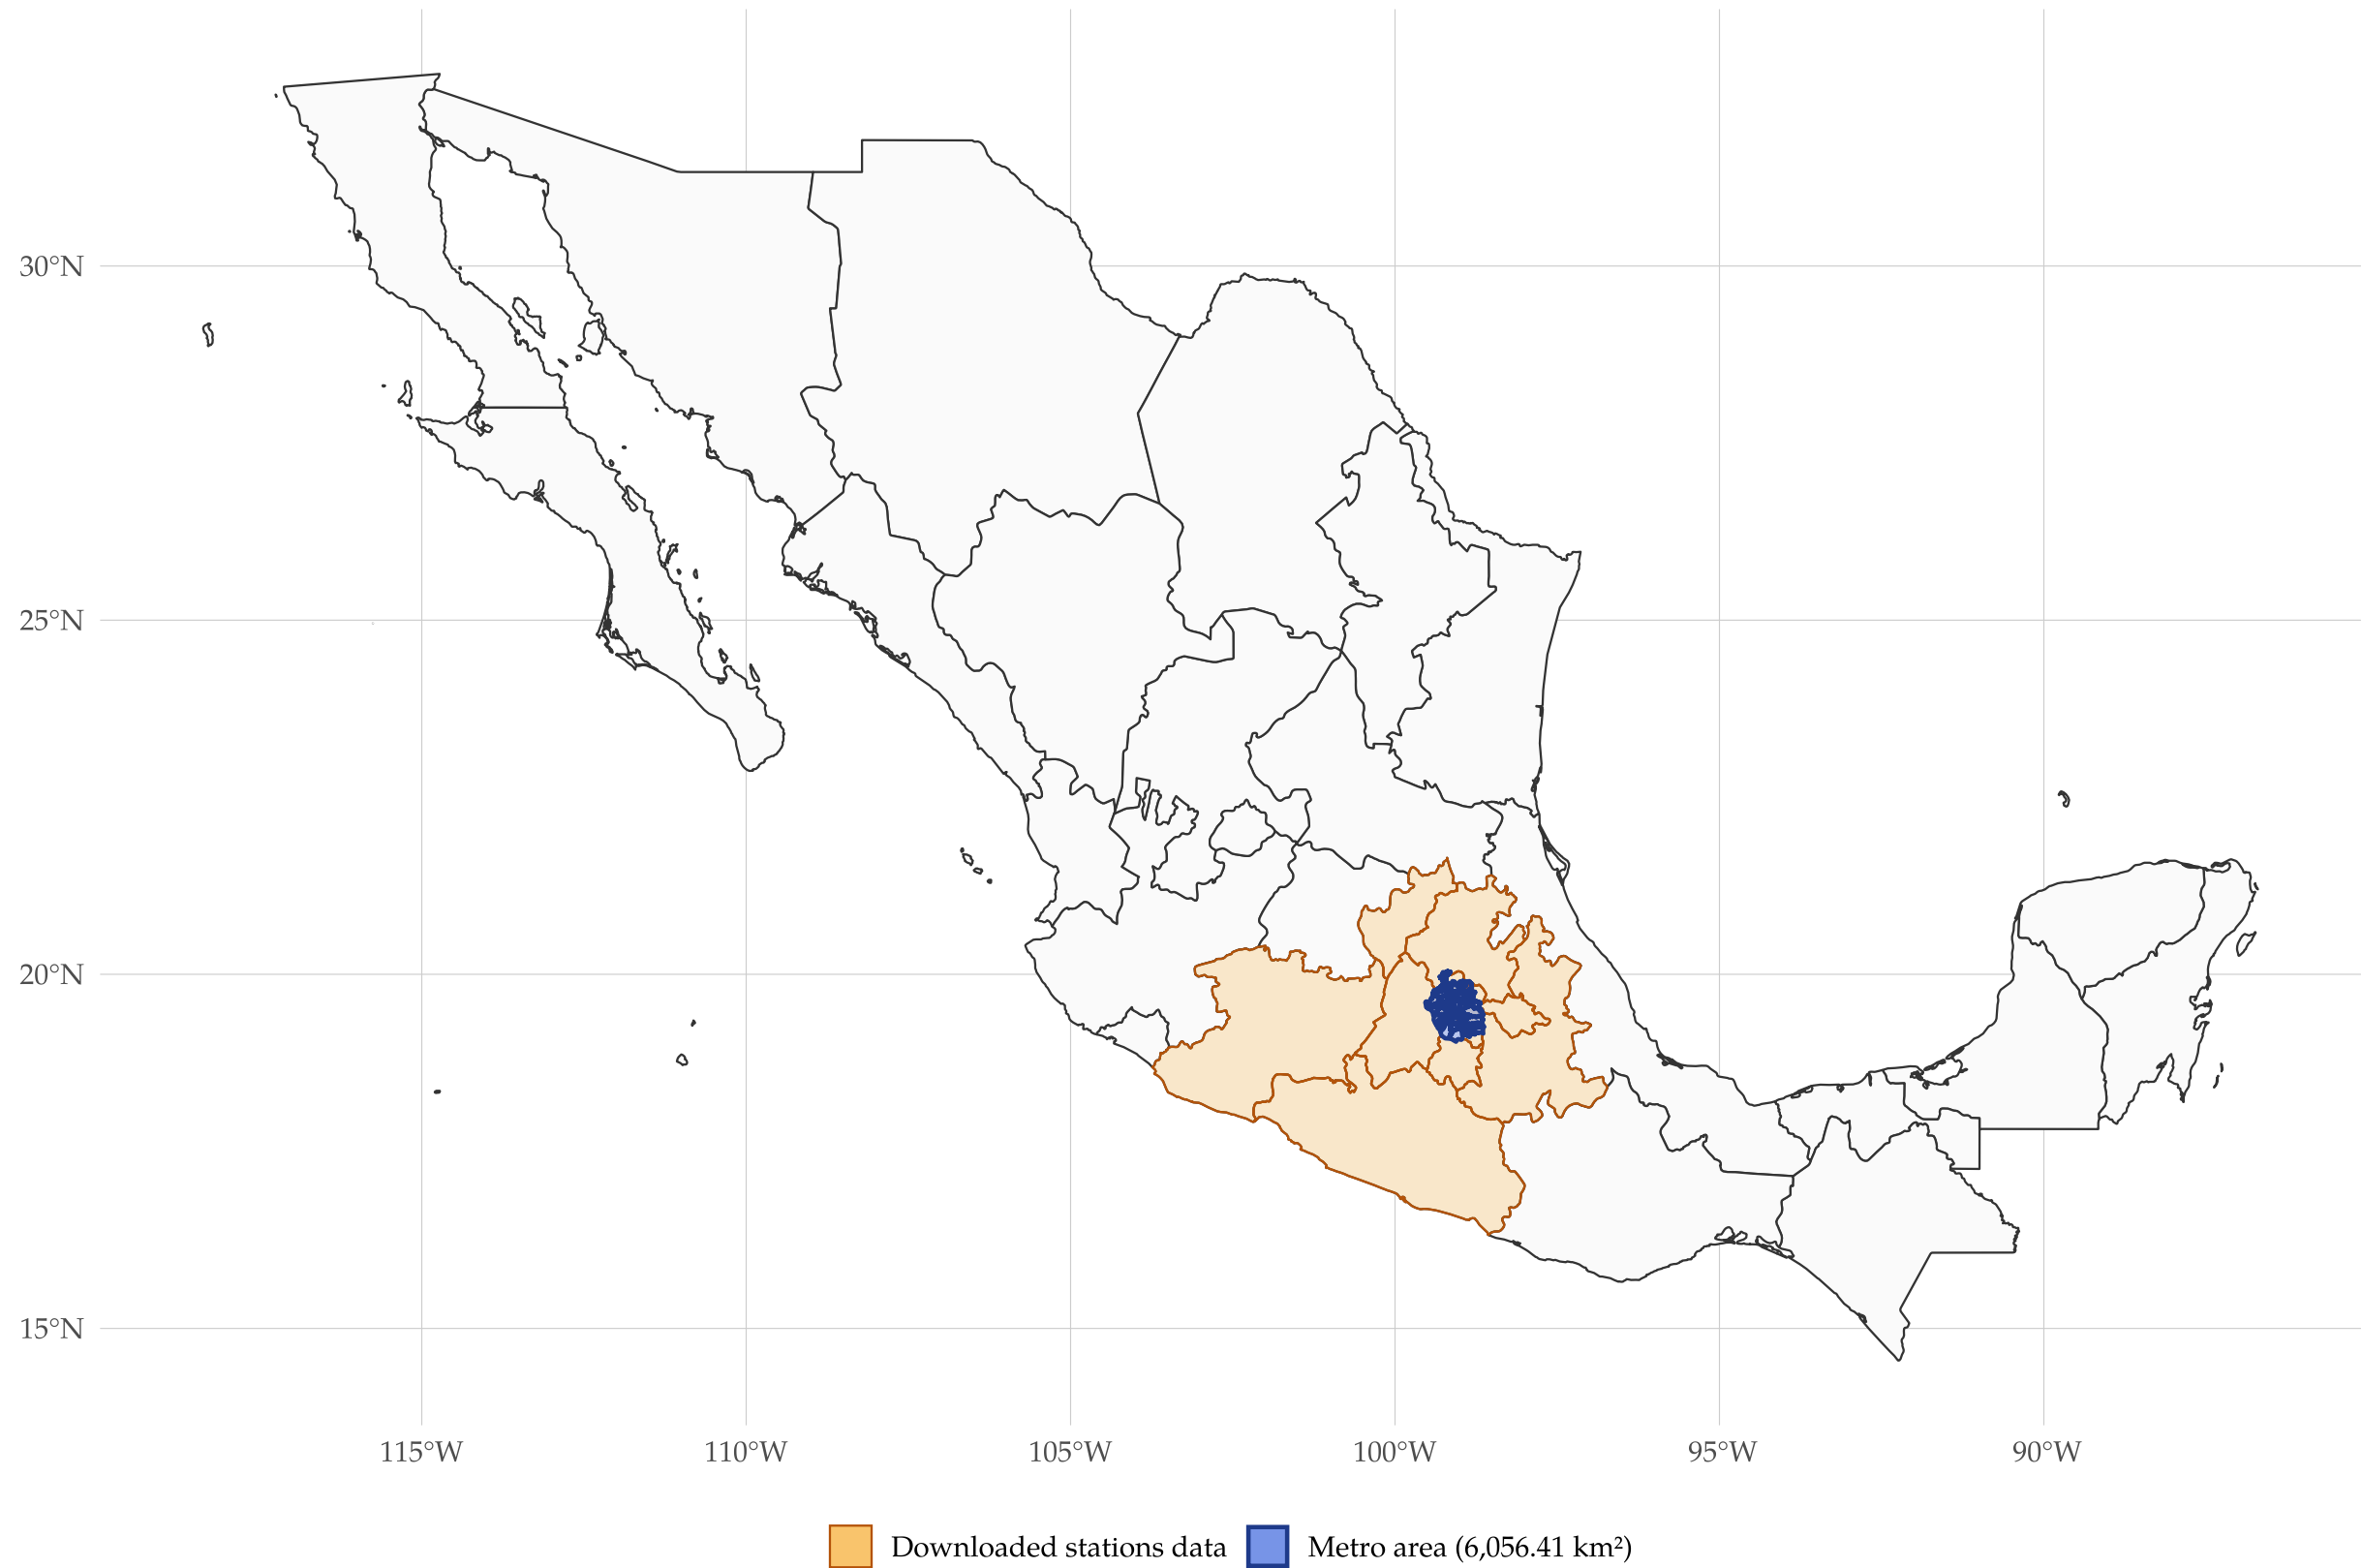 30°N
25°N
20°N
15°N
115°W
110°W
105°W
100°W
95°W
90°W
Downloaded stations data
Metro area (6,056.41 km²)